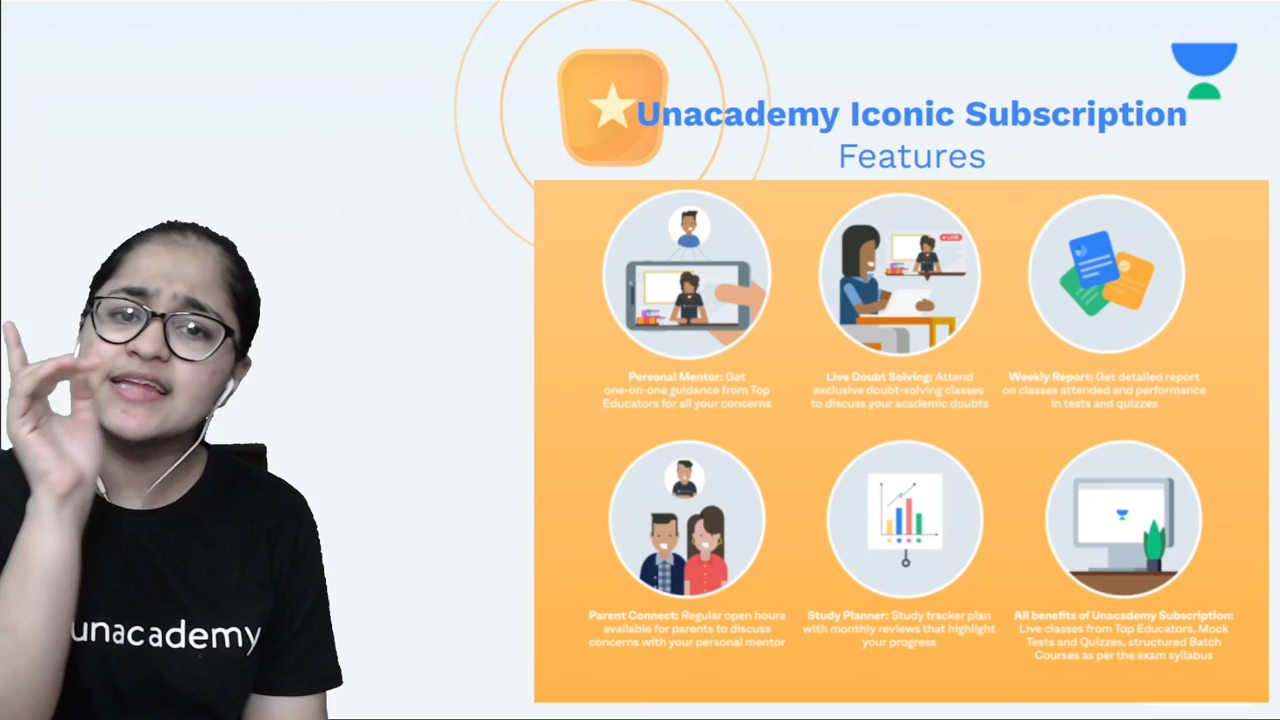 Unacademy Iconic Subscription
Features
LIVE
Personal Mentor: Get
one-on-one guidance from Top
Educators for all your concerns
Live Doubt Solving: Attend
exclusive doubt-solving classes
to discuss your academic doubts
Weekly Report: Get detailed report
on classes attended and performance
in tests and quizzes
Parent Connect: Regular open hours
available for parents to discuss
concerns with your personal mentor
Study Planner: Study tracker plan
with monthly reviews that highlight
your progress
All benefits of Unacademy Subscription:
Live classes from Top Educators, Mock
Tests and Quizzes, structured Batch
Courses as per the exam syllabus
unacademy